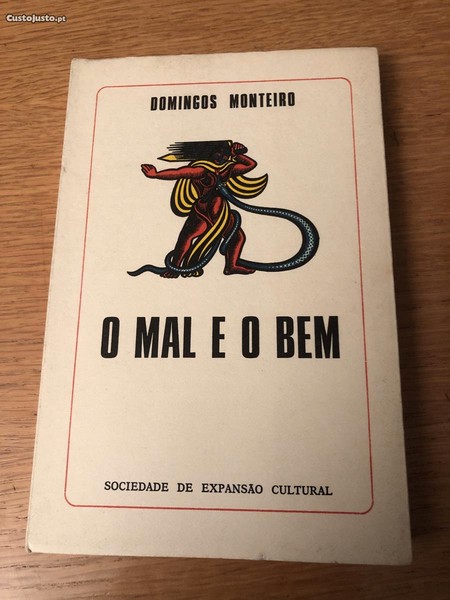 CustoJusto.pt
DOMINGOS MONTEIRO
O MAL E O BEM
SOCIEDADE DE EXPANSÃO CULTURAL